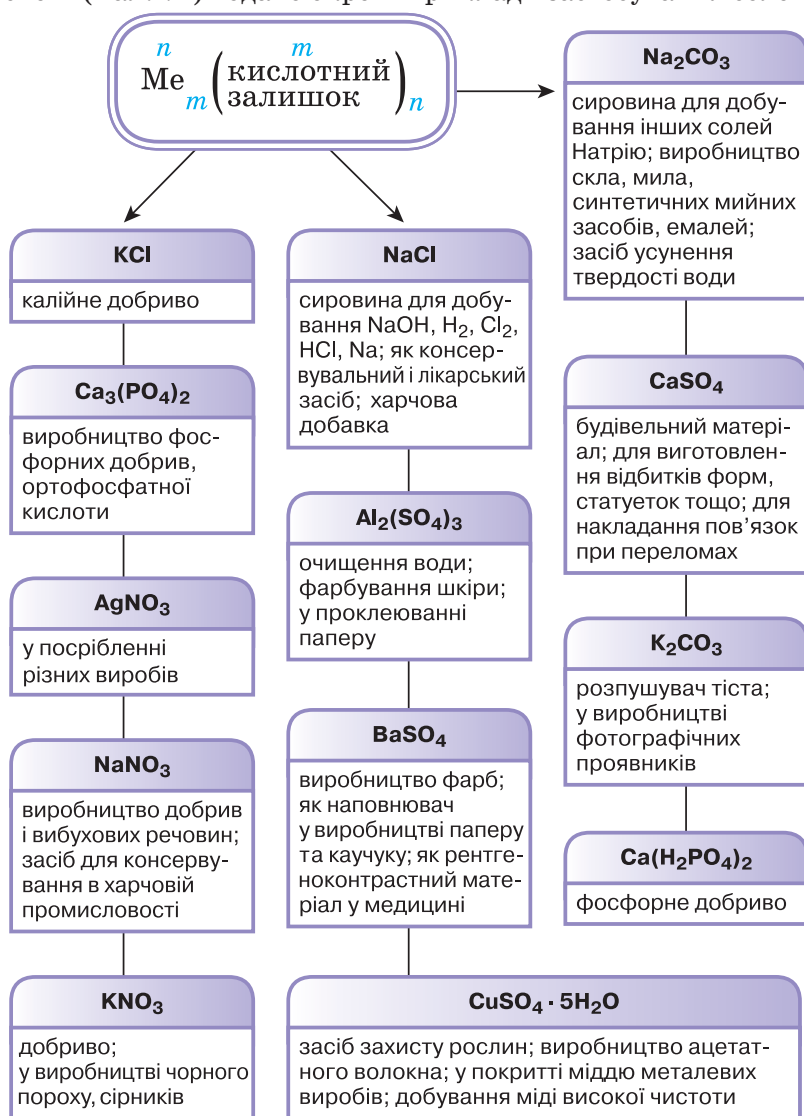 n m
Me m (кислотний залишок) n
KCl
калійне добриво
Ca₃(PO₄)₂
виробництво фос-
форних добрив,
ортофосфатної
кислоти
AgNO₃
у посрібленні
різних виробів
NaNO₃
виробництво добрив
і вибухових речовин;
засіб для консерву-
вання в харчовій
промисловості
KNO₃
добриво;
у виробництві чорного
пороху, сірників
NaCl
сировина для добу-
вання NaOH, H₂, Cl₂,
HCl, Na; як консер-
вувальний і лікарський
засіб; харчова
добавка
Al₂(SO₄)₃
очищення води;
фарбування шкіри;
у проклеюванні
паперу
BaSO₄
виробництво фарб;
як наповнювач
у виробництві паперу
та каучуку; як рентге-
ноконтрастний мате-
ріал у медицині
CuSO₄ · 5H₂O
засіб захисту рослин; виробництво ацетат-
ного волокна; у покритті міддю металевих
виробів; добування міді високої чистоти
Na₂CO₃
сировина для добу-
вання інших солей
Натрію; виробництво
скла, мила,
синтетичних мийних
засобів, емалей;
засіб усунення
твердості води
CaSO₄
будівельний матері-
ал; для виготовлен-
ня відбитків форм,
статуеток тощо; для
накладання пов’язок
при переломах
K₂CO₃
розпушувач тіста;
у виробництві
фотографічних
проявників
Ca(H₂PO₄)₂
фосфорне добриво